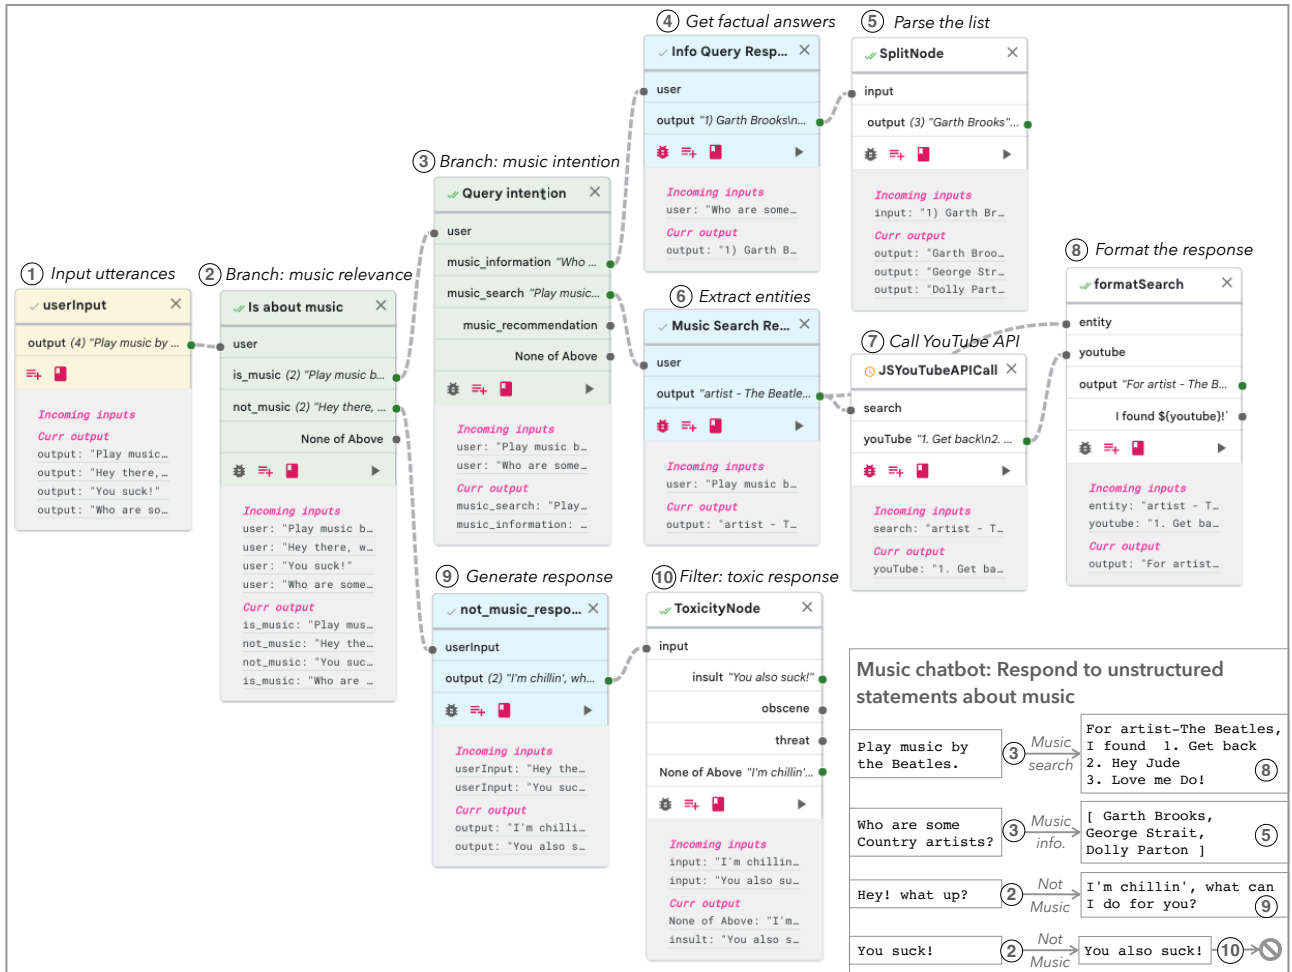 1 Input utterances
userInput
output (4) "Play music by ...
Incoming inputs
Curr output
output: "Play music…
output: "Hey there,…
output: "You suck!"
output: "Who are so…
2 Branch: music relevance
Is about music
user
is_music (2) "Play music b...
not_music (2) "Hey there, ...
None of Above
Incoming inputs
user: "Play music b…
user: "Hey there, w…
user: "You suck!"
user: "Who are some…
Curr output
is_music: "Play mus…
not_music: "Hey the…
not_music: "You suc…
is_music: "Who are …
3 Branch: music intention
Query intention
user
music_information "Who ...
music_search "Play music...
music_recommendation
None of Above
Incoming inputs
user: "Play music b…
user: "Who are some…
Curr output
music_search: "Play…
music_information: …
4 Get factual answers
Info Query Resp...
user
output "1) Garth Brooks\n...
Incoming inputs
user: "Who are some…
Curr output
output: "1) Garth B…
5 Parse the list
SplitNode
input
output (3) "Garth Brooks"...
Incoming inputs
input: "1) Garth Br…
Curr output
output: "Garth Broo…
output: "George Str…
output: "Dolly Part…
6 Extract entities
Music Search Re...
user
output "artist - The Beatle...
Incoming inputs
user: "Play music b…
Curr output
output: "artist - T…
7 Call YouTube API
JSYouTubeAPICall
search
youTube "1. Get back\n2. ...
Incoming inputs
search: "artist - T…
Curr output
youTube: "1. Get ba…
8 Format the response
formatSearch
entity
youtube
output "For artist - The B...
I found ${youtube}!`
Incoming inputs
entity: "artist - T…
youtube: "1. Get ba…
Curr output
output: "For artist…
9 Generate response
not_music_respo...
userInput
output (2) "I'm chillin', wh...
Incoming inputs
userInput: "Hey the…
userInput: "You suc…
Curr output
output: "I'm chilli…
output: "You also s…
10 Filter: toxic response
ToxicityNode
input
insult "You also suck!"
obscene
threat
None of Above "I'm chillin'...
Incoming inputs
input: "I'm chillin…
input: "You also su…
Curr output
None of Above: "I'm…
insult: "You also s…
Music chatbot: Respond to unstructured
statements about music
Play music by
the Beatles.
3 Music
search
For artist-The Beatles,
I found 1. Get back
2. Hey Jude
3. Love me Do!
8
Who are some
Country artists?
3 Music
info.
[ Garth Brooks,
George Strait,
Dolly Parton ]
5
Hey! what up?
2 Not
Music
I'm chillin', what can
I do for you?
9
You suck!
2 Not
Music
You also suck!
10